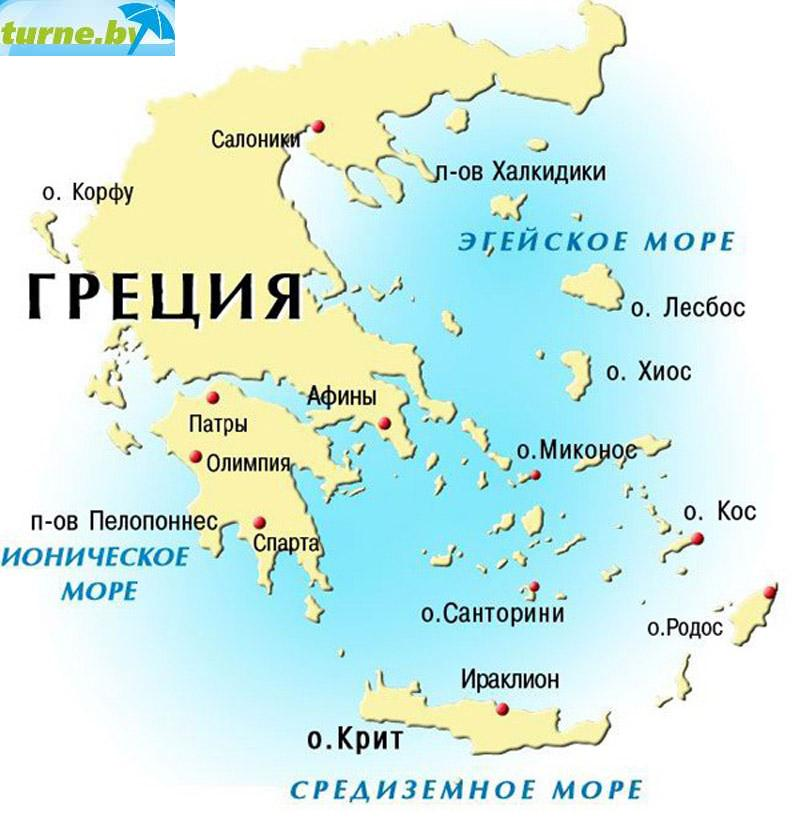 turne.by
Салоники
п-ов Халкидики
о. Корфу
ЭГЕЙСКОЕ МОРЕ
ГРЕЦИЯ
о. Лесбос
о. Хиос
Афины
Патры
о.Миконос
Олимпия
п-ов Пелопоннес
о. Кос
Спарта
ИОНИЧЕСКОЕ
МОРЕ
о.Санторини
о.Родос
Ираклион
о.Крит
СРЕДИЗЕМНОЕ МОРЕ